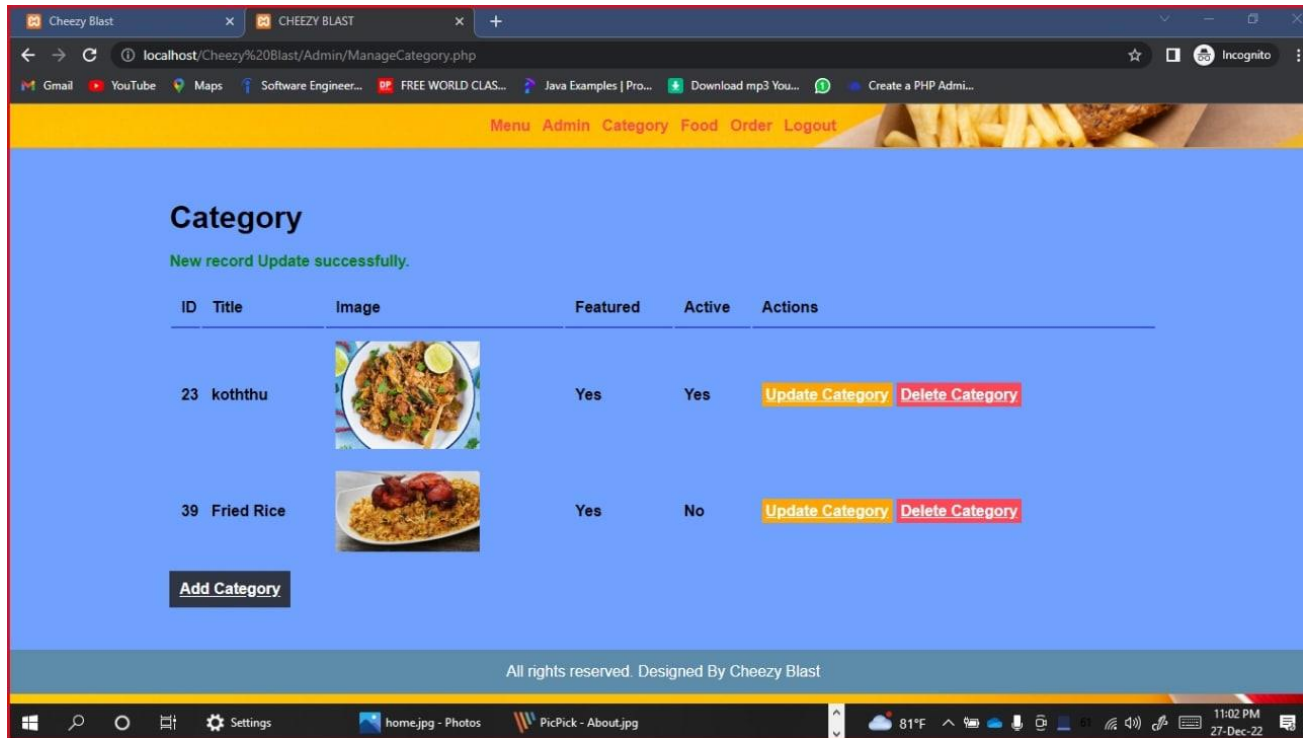 Cheezy Blast
CHEEZY BLAST
localhost/Cheezy%20Blast/Admin/ManageCategory.php
Incognito
Gmail YouTube Maps Software Engineer... FREE WORLD CLAS... Java Examples | Pro... Download mp3 You... Create a PHP Admi...
Menu Admin Category Food Order Logout
Category
New record Update successfully.
ID Title Image Featured Active Actions
23 koththu Yes Yes Update Category Delete Category
39 Fried Rice Yes No Update Category Delete Category
Add Category
All rights reserved. Designed By Cheezy Blast
Settings home.jpg - Photos PicPick - About.jpg 81°F 61 11:02 PM
27-Dec-22